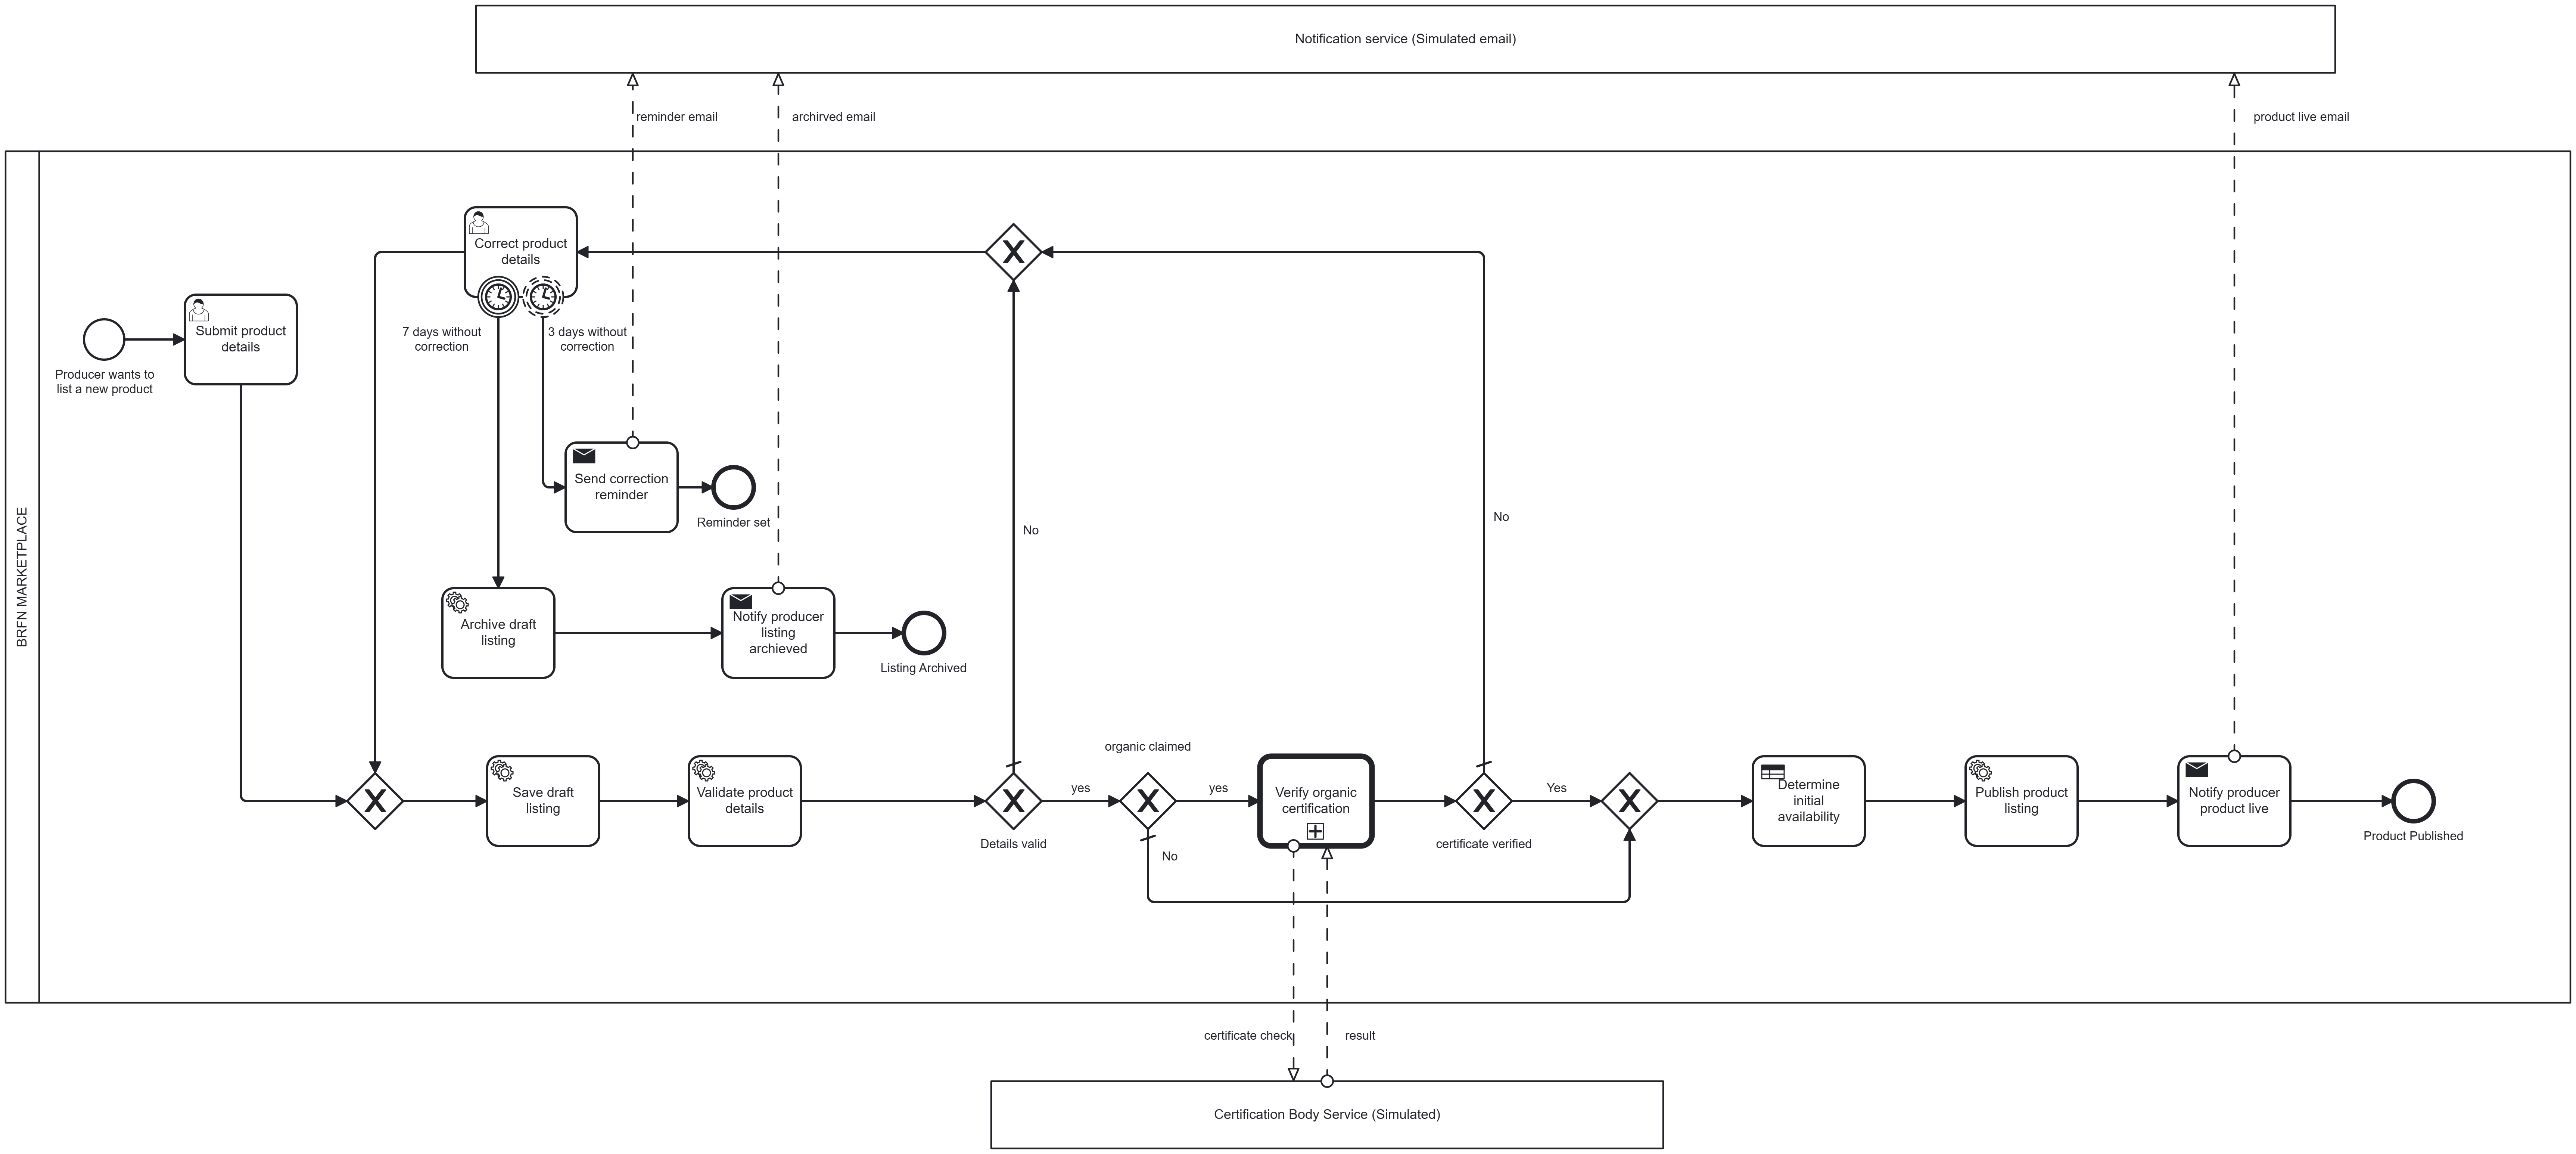 Notification service (Simulated email)
reminder email
archirved email
product live email
BRFN MARKETPLACE
Correct product
details
7 days without
correction
3 days without
correction
Submit product
details
Producer wants to
list a new product
Send correction
reminder
Reminder set
No
No
Archive draft
listing
Notify producer
listing
archieved
Listing Archived
Save draft
listing
Validate product
details
Details valid
yes
organic claimed
yes
No
Verify organic
certification
certificate verified
Yes
Determine
initial
availability
Publish product
listing
Notify producer
product live
Product Published
certificate check
result
Certification Body Service (Simulated)